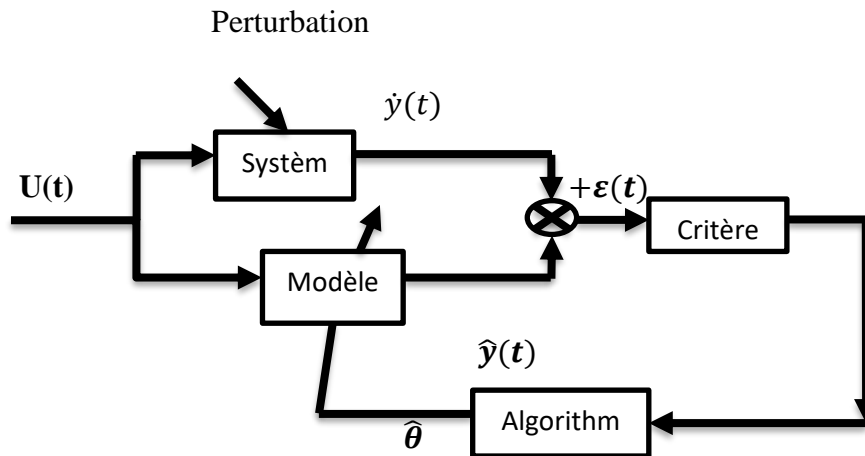 Perturbation
ẏ(t)
Systèm
U(t)
+ε(t)
Critère
Modèle
ŷ(t)
Algorithm
θ̂